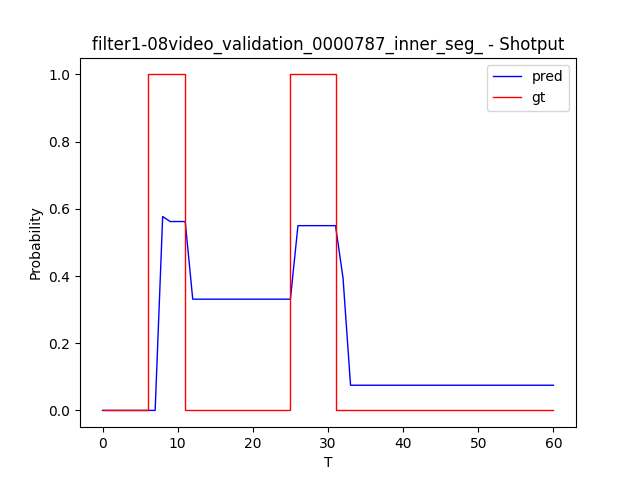 filter1-08video_validation_0000787_inner_seg_ - Shotput
pred
gt
1.0
0.8
0.6
0.4
0.2
0.0
Probability
0 10 20 30 40 50 60
T